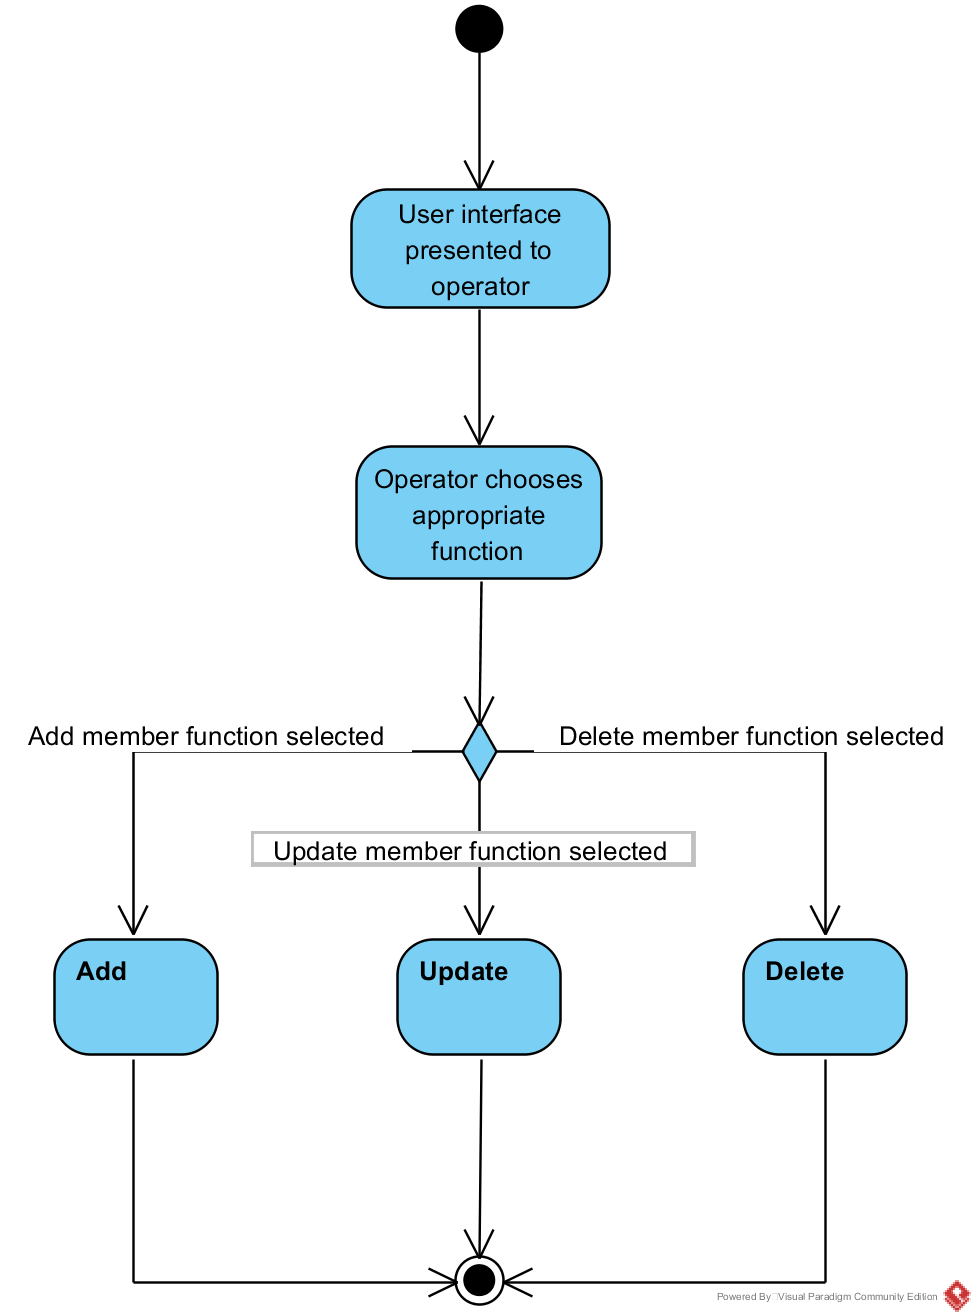 User interface
presented to
operator
Operator chooses
appropriate
function
Add member function selected
Delete member function selected
Update member function selected
Add
Update
Delete
Powered By Visual Paradigm Community Edition